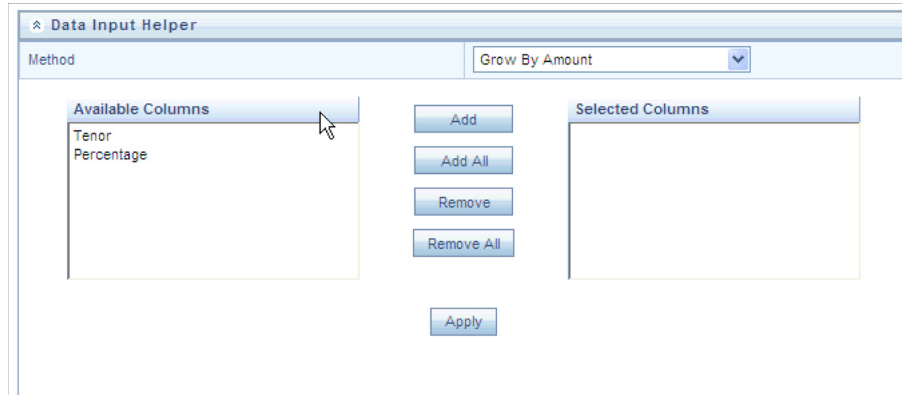 Data Input Helper
Method
Grow By Amount
Available Columns
Tenor
Percentage
Add
Add All
Remove
Remove All
Selected Columns
Apply